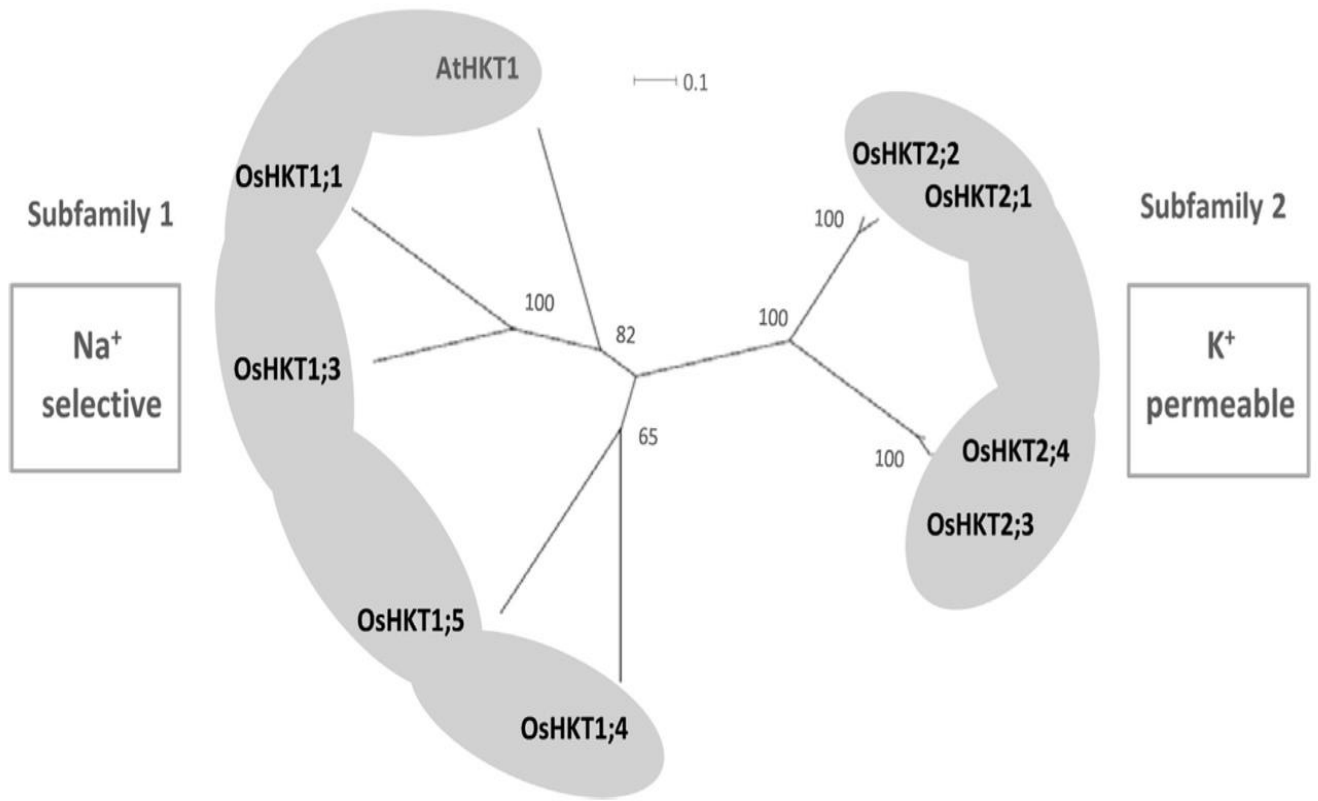 AtHKT1
0.1
OsHKT2;2
OsHKT1;1
OsHKT2;1
Subfamily 1
100
Subfamily 2
100
82
100
Na⁺
selective
K⁺
permeable
OsHKT1;3
65
100
OsHKT2;4
OsHKT2;3
OsHKT1;5
OsHKT1;4